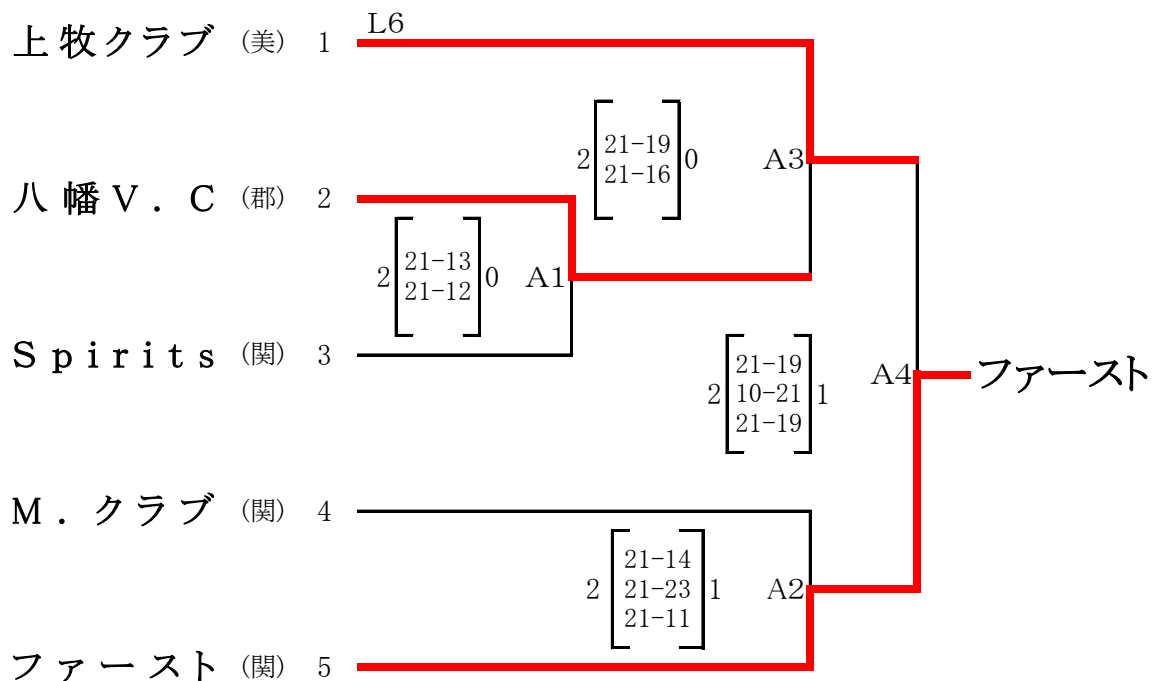 L6
上牧クラブ (美) 1
2 21-19 0 A3
21-16
八幡V.C (郡) 2
2 21-13 0 A1
21-12
Spirits (関) 3
21-19
2 10-21 1 A4 ファースト
21-19
M.クラブ (関) 4
21-14
2 21-23 1 A2
21-11
ファースト (関) 5